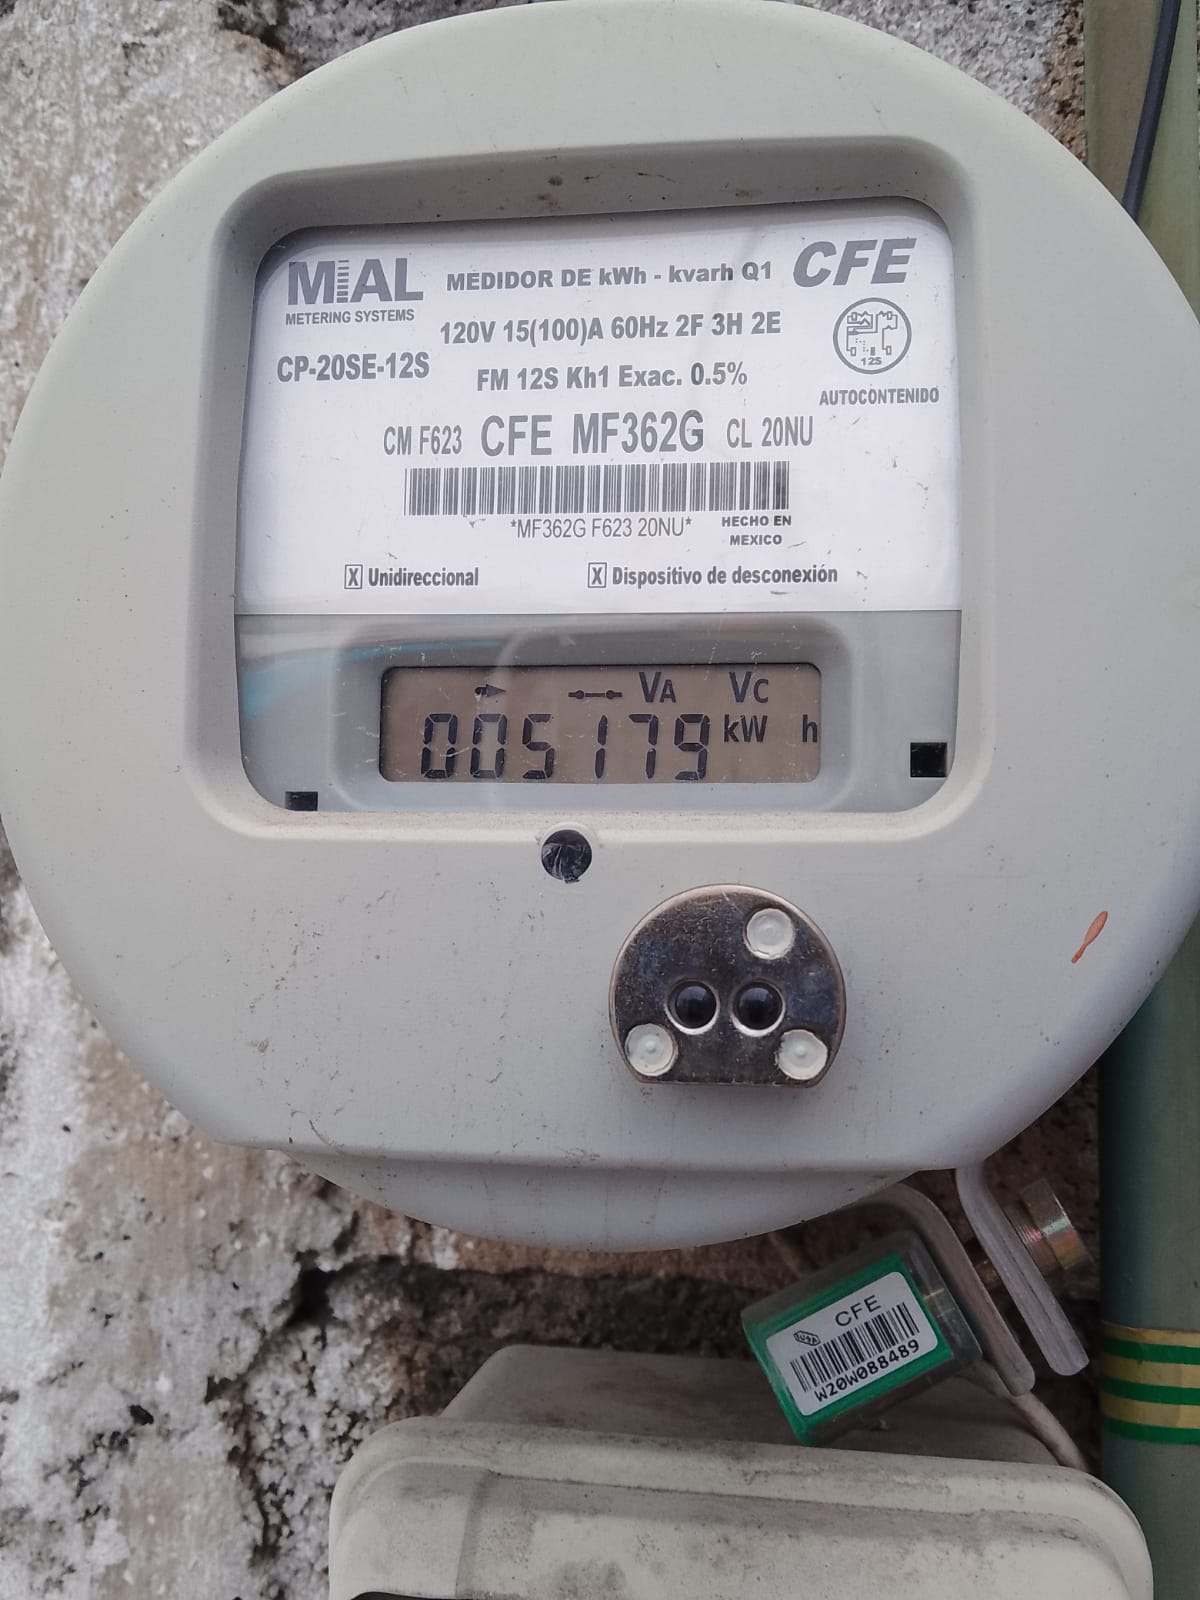 MIAL
METERING SYSTEMS
MEDIDOR DE kWh - kvarh Q1
CFE
120V 15(100)A 60Hz 2F 3H 2E
CP-20SE-12S
FM 12S Kh1 Exac. 0.5%
12S
AUTOCONTENIDO
CM F623 CFE MF362G CL 20NU
*MF362G F623 20NU*
HECHO EN
MEXICO
X Unidireccional
X Dispositivo de desconexión
VA VC
005179 kW h
CFE
W20W088489